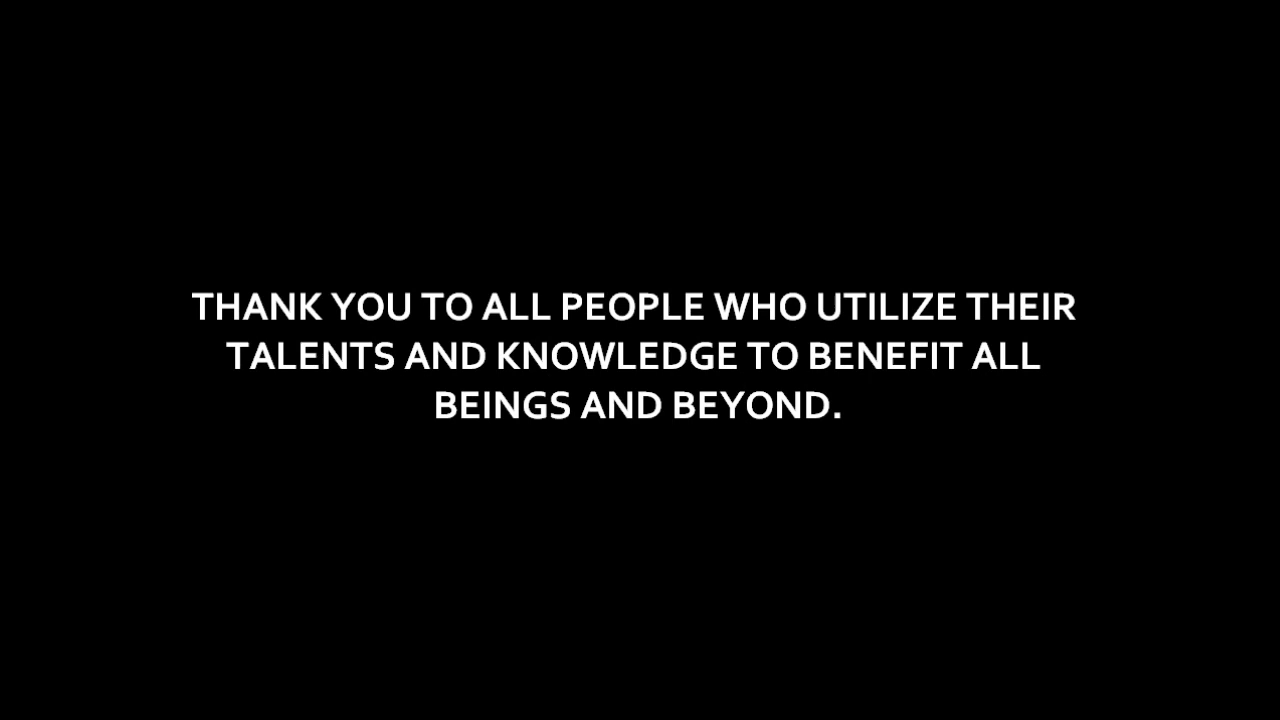 THANK YOU TO ALL PEOPLE WHO UTILIZE THEIR
TALENTS AND KNOWLEDGE TO BENEFIT ALL
BEINGS AND BEYOND.